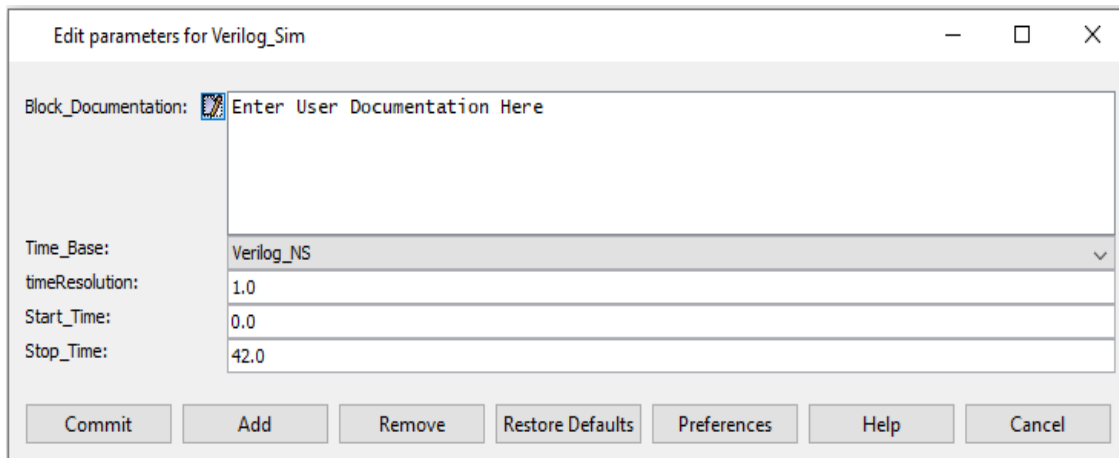 Edit parameters for Verilog_Sim
Block_Documentation: Enter User Documentation Here
Time_Base: Verilog_NS
timeResolution: 1.0
Start_Time: 0.0
Stop_Time: 42.0
Commit Add Remove Restore Defaults Preferences Help Cancel